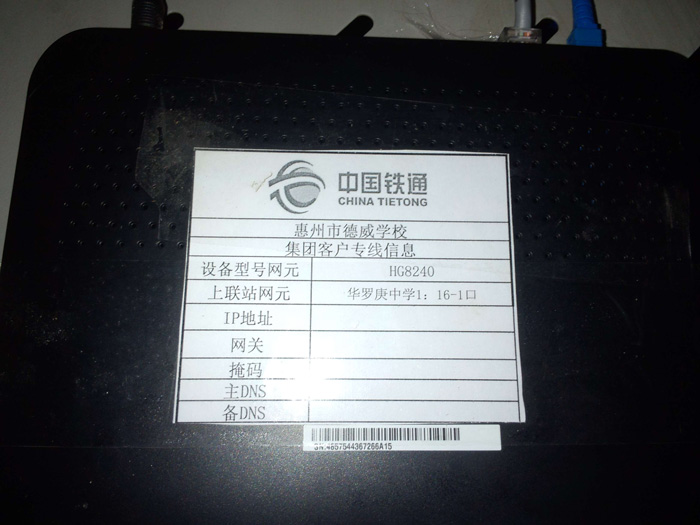 中国铁通
CHINA TIETONG
惠州市德威学校
集团客户专线信息
设备型号网元 HG8240
上联站网元 华罗庚中学1：16-1口
IP地址
网关
掩码
主DNS
备DNS
SN:4857544367266A15